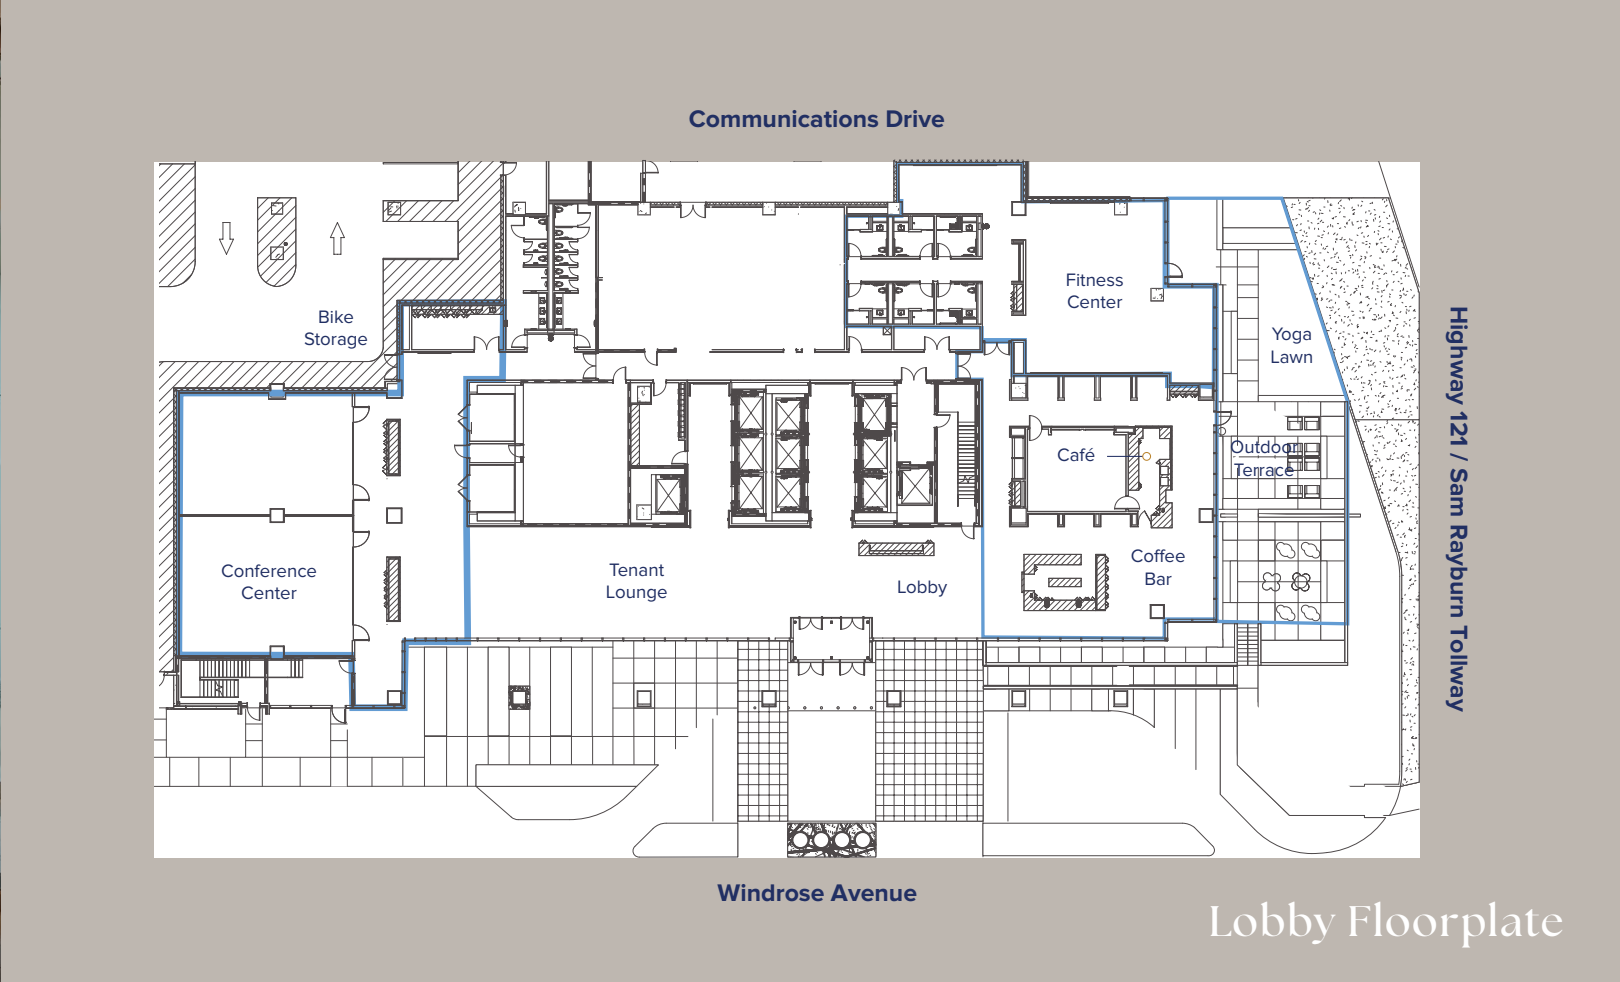 Communications Drive
Bike
Storage
Fitness
Center
Yoga
Lawn
Highway 121 / Sam Rayburn Tollway
Café
Outdoor
Terrace
Conference
Center
Tenant
Lounge
Lobby
Coffee
Bar
Windrose Avenue
Lobby Floorplate